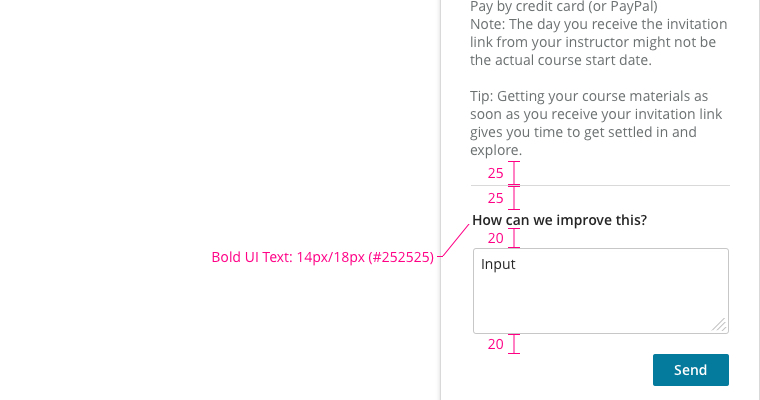 Pay by credit card (or PayPal)
Note: The day you receive the invitation
link from your instructor might not be
the actual course start date.
Tip: Getting your course materials as
soon as you receive your invitation link
gives you time to get settled in and
explore.
25
25
How can we improve this?
20
Bold UI Text: 14px/18px (#252525)
Input
20
Send